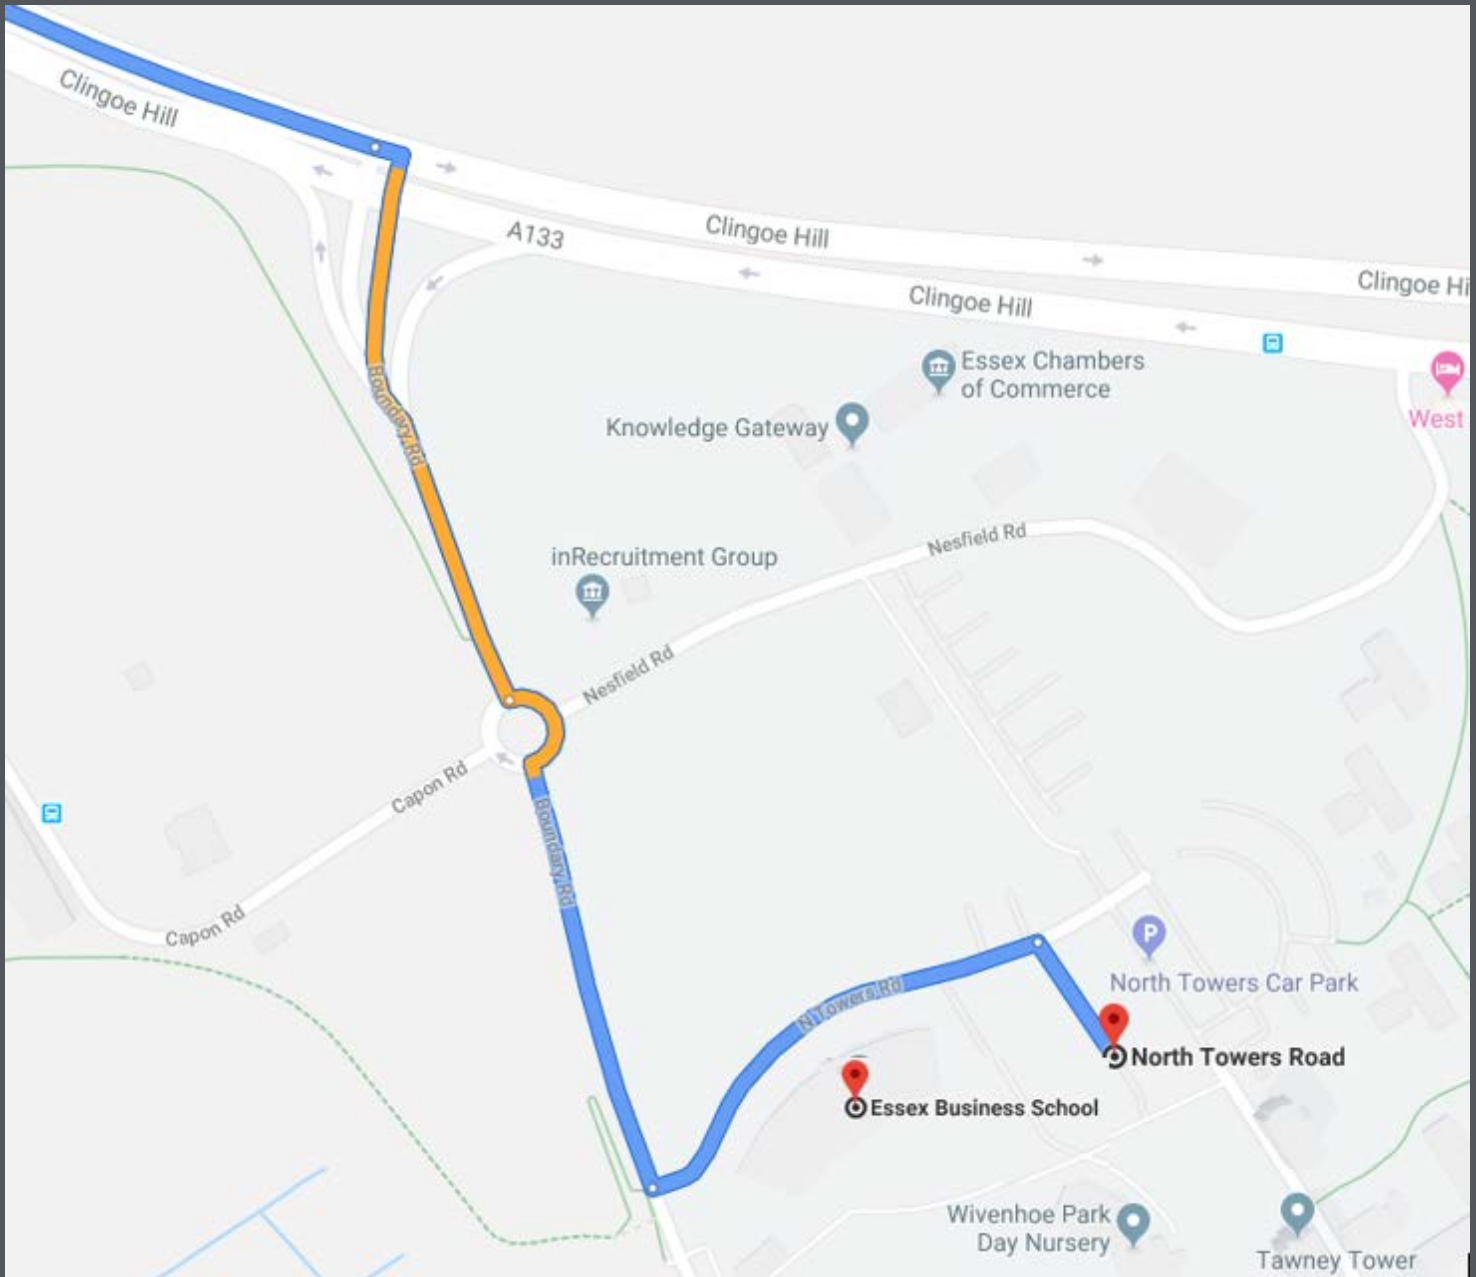 Clingoe Hill
Clingoe Hill
A133
Clingoe Hill
Clingoe Hi
Essex Chambers
of Commerce
Boundary Rd
Knowledge Gateway
West
Nesfield Rd
inRecruitment Group
Nesfield Rd
Capon Rd
Boundary Rd
Capon Rd
P
North Towers Car Park
N Towers Rd
North Towers Road
Essex Business School
Wivenhoe Park
Day Nursery
Tawney Tower